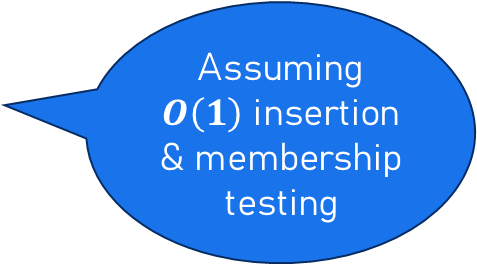 Assuming
O(1) insertion
& membership
testing